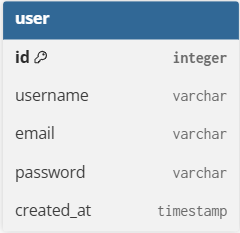 user
id integer
username varchar
email varchar
password varchar
created_at timestamp